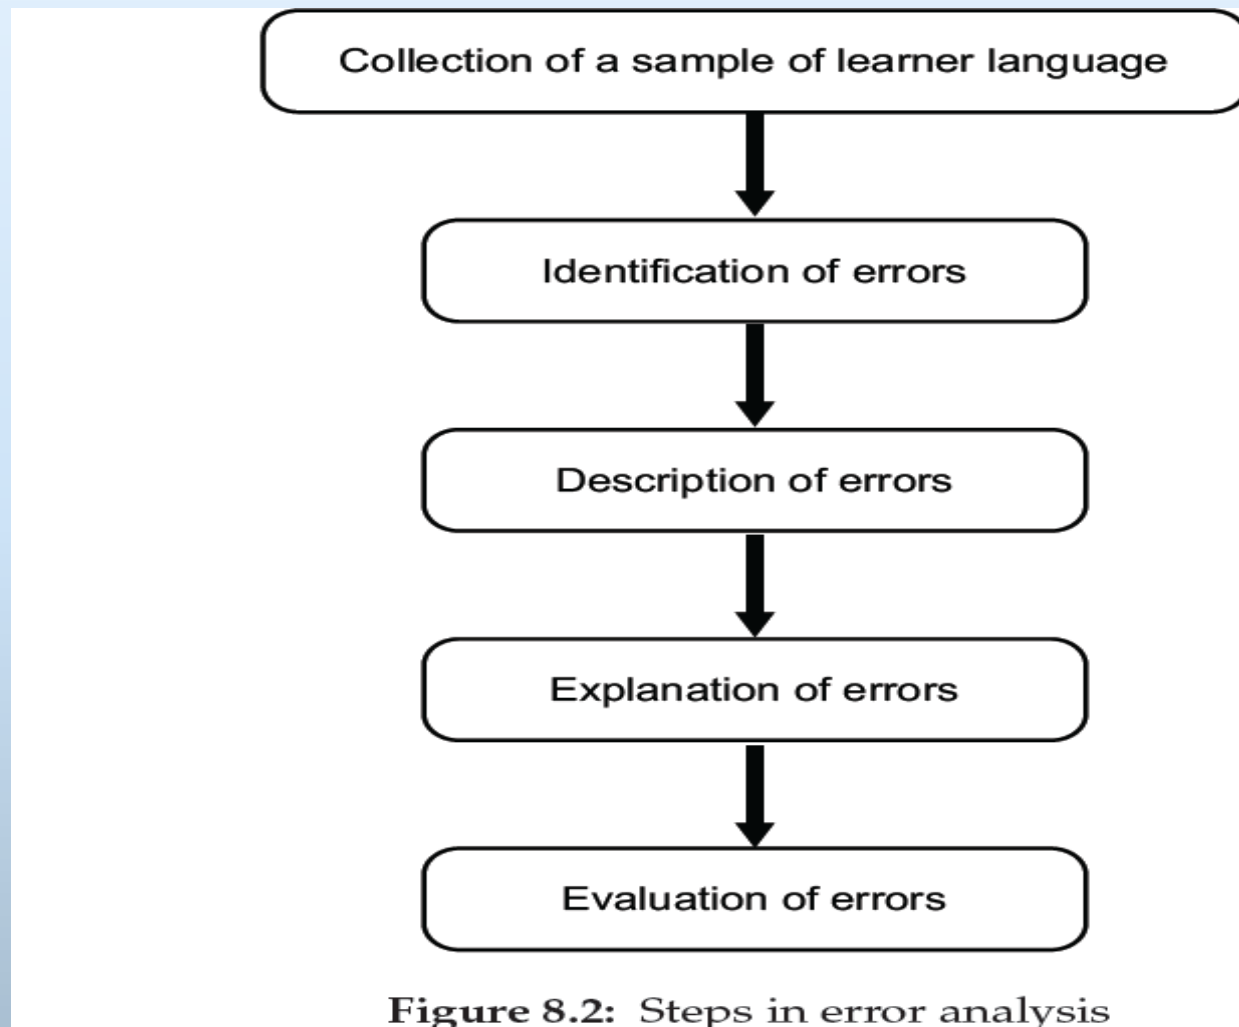 Collection of a sample of learner language
Identification of errors
Description of errors
Explanation of errors
Evaluation of errors
Figure 8.2: Steps in error analysis